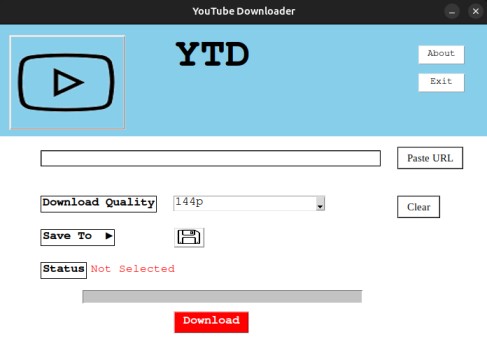 YouTube Downloader
YTD
About
Exit
Paste URL
Download Quality 144p
Clear
Save To ►
Status Not Selected
Download